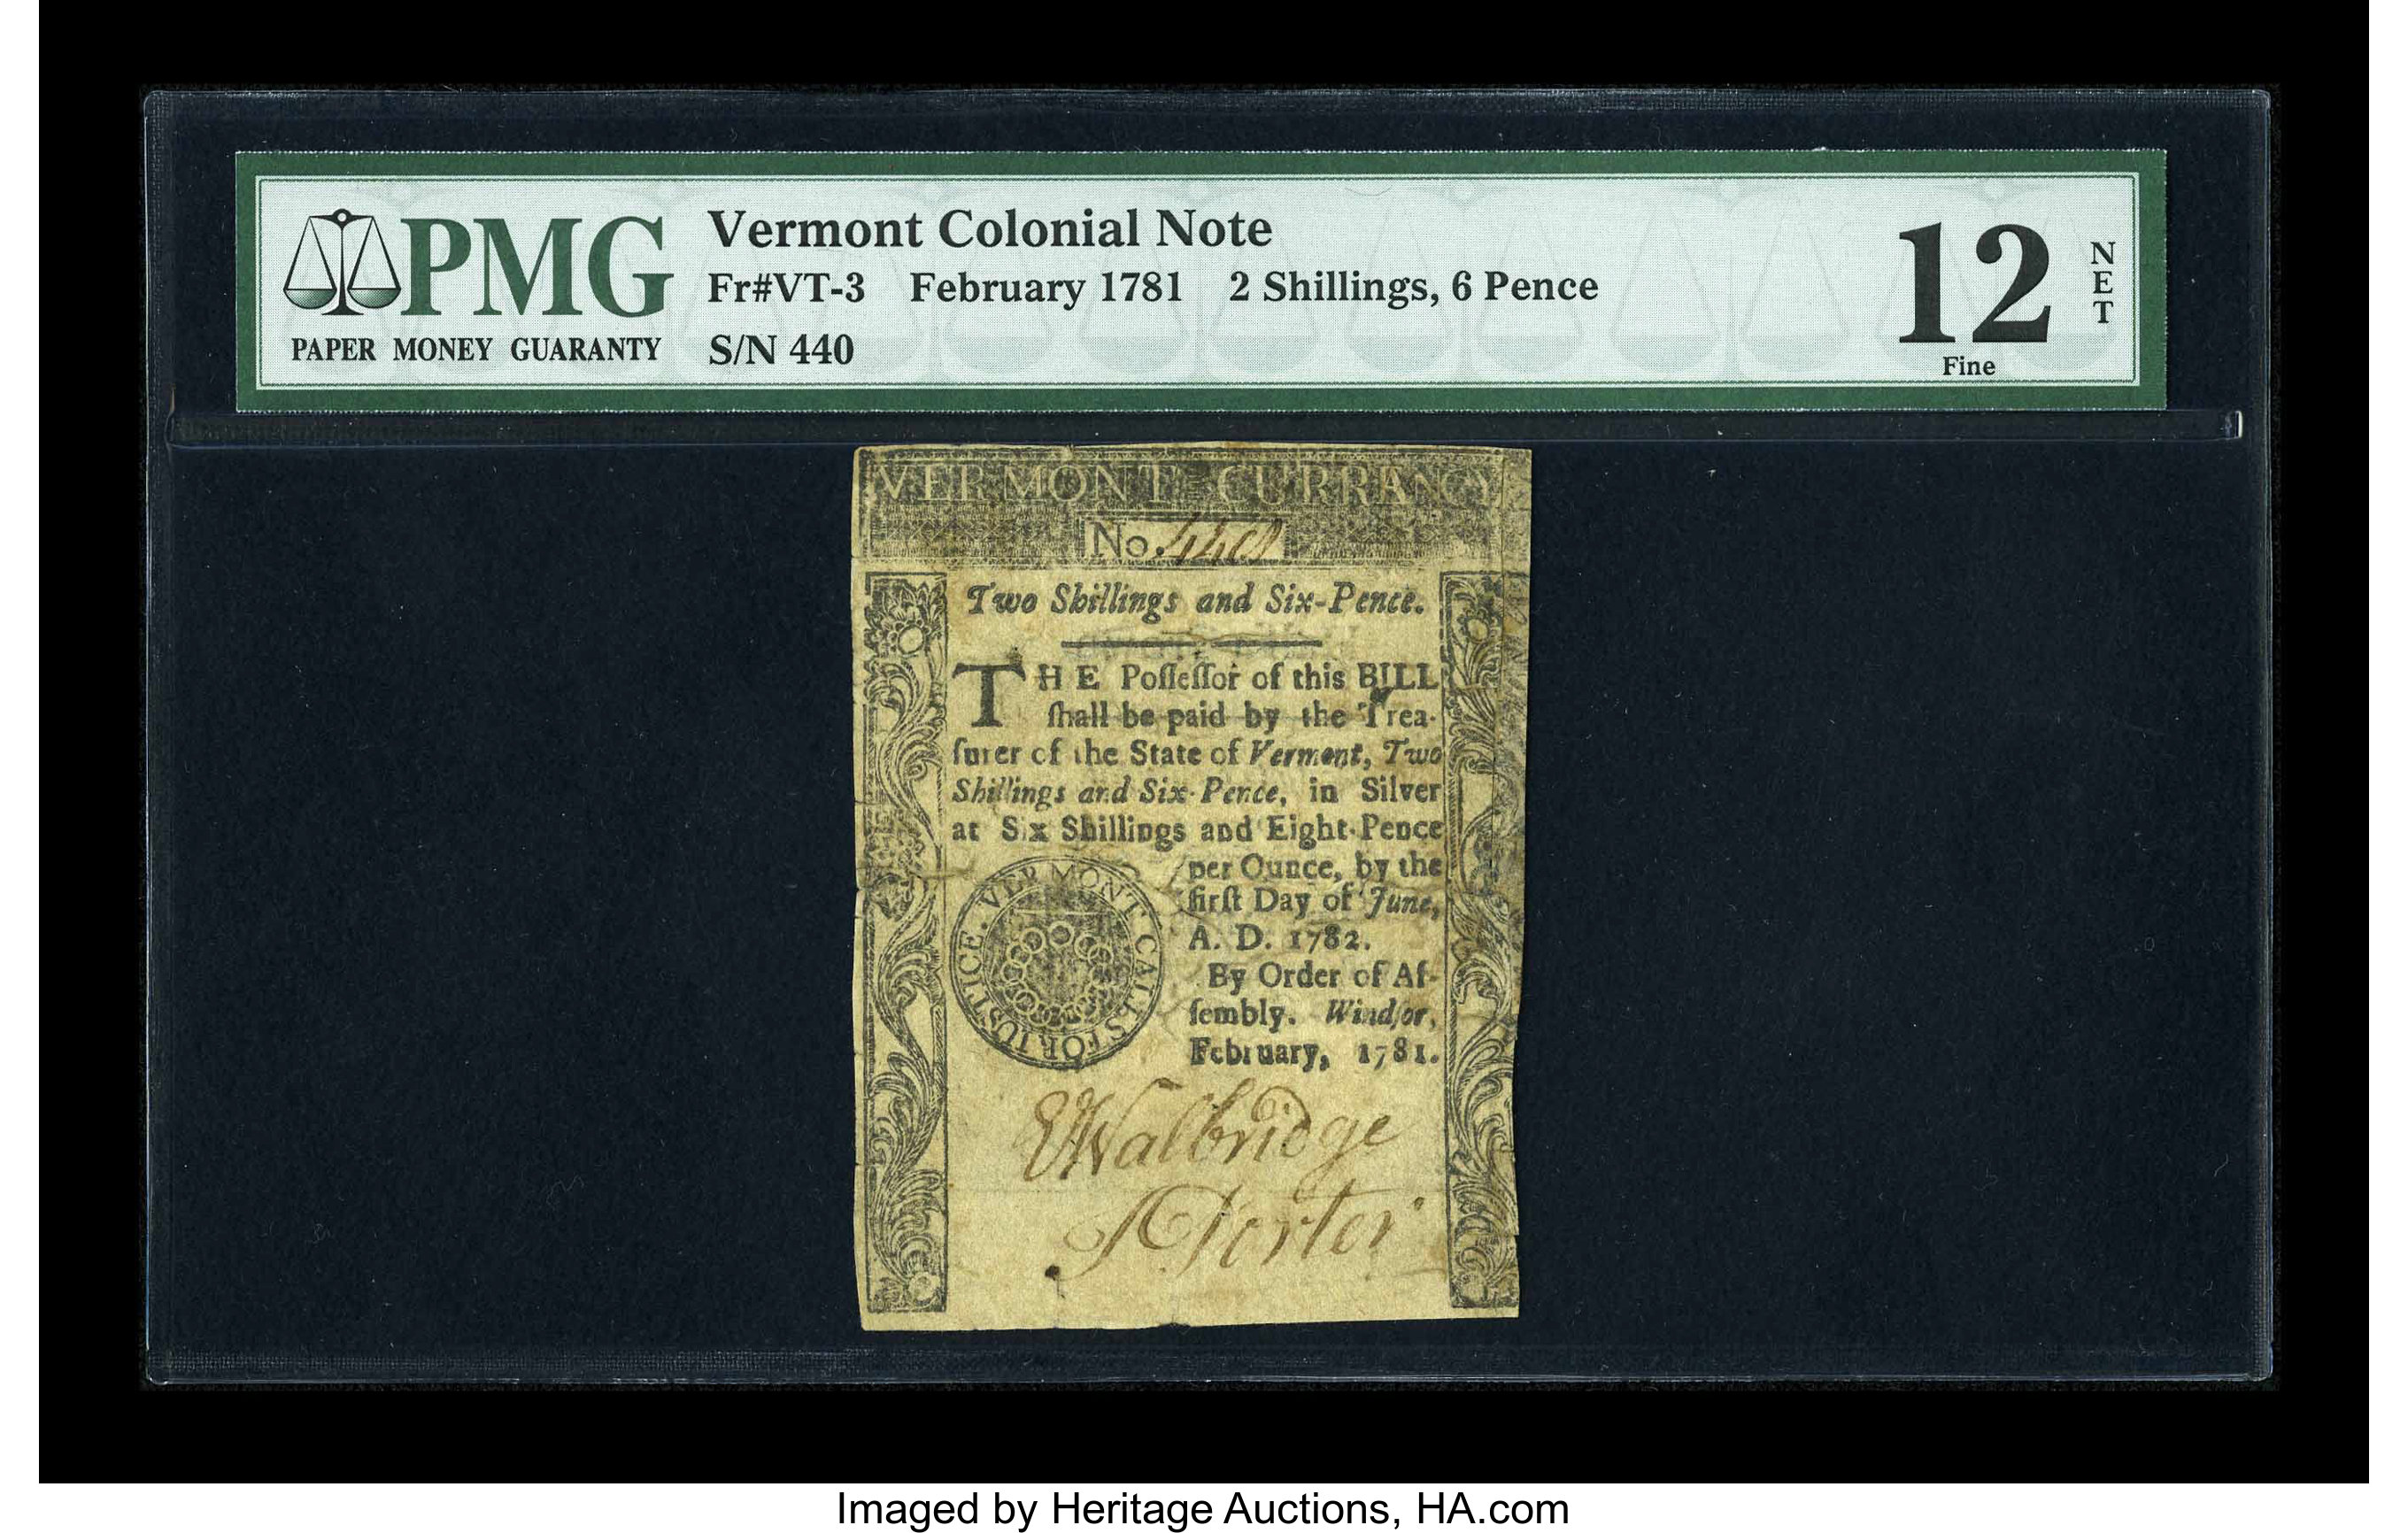 PMG
PAPER MONEY GUARANTY
Vermont Colonial Note
Fr#VT-3 February 1781 2 Shillings, 6 Pence
S/N 440
12
NET
Fine
VERMONT CURRANCY
No. 440
Two Shillings and Six-Pence.
THE Poſſeſſor of this BILL
ſhall be paid by the Trea-
ſurer of the State of Vermont, Two
Shillings and Six-Pence, in Silver
at Six Shillings and Eight-Pence
per Ounce, by the
firſt Day of June,
A. D. 1782.
By Order of Aſ-
ſembly. Windſor,
February, 1781.
VERMONT CALLS FOR IUSTICE.
E Walbridge
Porter
Imaged by Heritage Auctions, HA.com